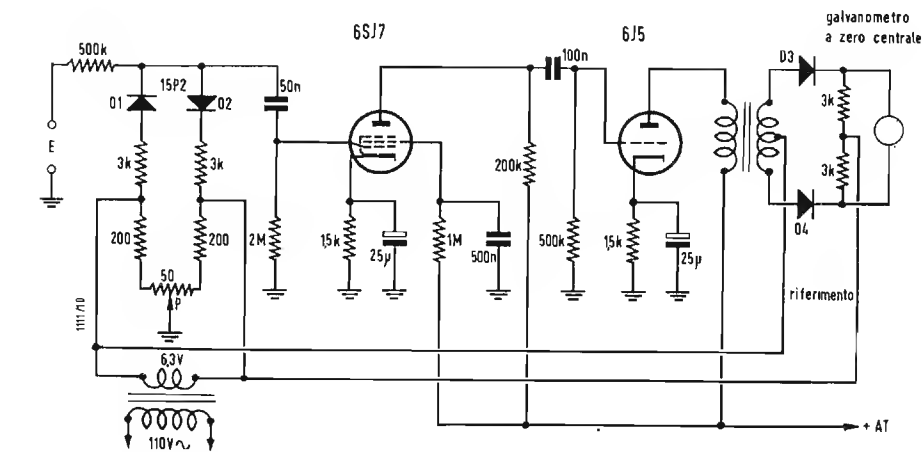 galvanometro
a zero centrale
6SJ7
6J5
500k
15P2
D1
D2
50n
100n
D3
3k
E
3k
3k
200k
3k
D4
200
200
2M
1,5k
25µ
1M
500n
500k
1,5k
25µ
50
P
riferimento
1111/10
6,3V
110V ~
+ AT